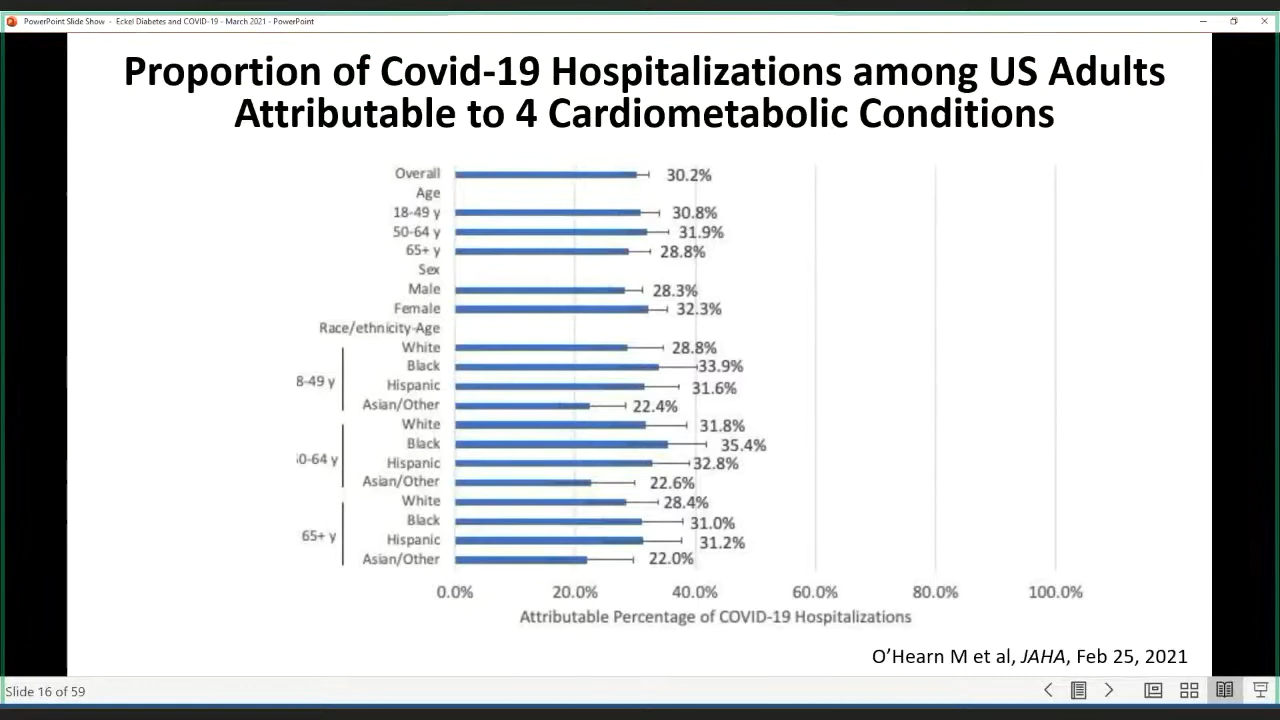 PowerPoint Slide Show - Eckel Diabetes and COVID-19 - March 2021 - PowerPoint
Proportion of Covid-19 Hospitalizations among US Adults
Attributable to 4 Cardiometabolic Conditions
Overall 30.2%
Age
18-49 y 30.8%
50-64 y 31.9%
65+ y 28.8%
Sex
Male 28.3%
Female 32.3%
Race/ethnicity-Age
White 28.8%
Black 33.9%
8-49 y
Hispanic 31.6%
Asian/Other 22.4%
White 31.8%
Black 35.4%
0-64 y
Hispanic 32.8%
Asian/Other 22.6%
White 28.4%
Black 31.0%
65+ y
Hispanic 31.2%
Asian/Other 22.0%
0.0% 20.0% 40.0% 60.0% 80.0% 100.0%
Attributable Percentage of COVID-19 Hospitalizations
O'Hearn M et al, JAHA, Feb 25, 2021
Slide 16 of 59